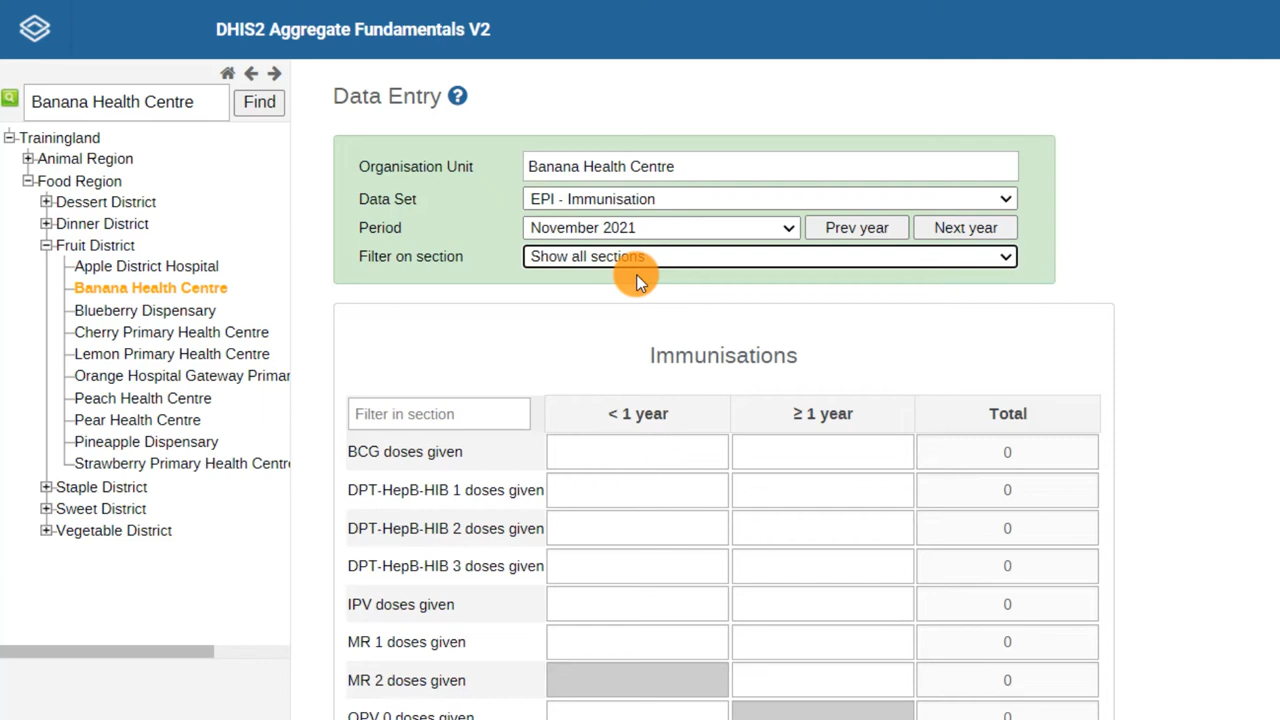 DHIS2 Aggregate Fundamentals V2
Banana Health Centre Find
Trainingland
Animal Region
Food Region
Dessert District
Dinner District
Fruit District
Apple District Hospital
Banana Health Centre
Blueberry Dispensary
Cherry Primary Health Centre
Lemon Primary Health Centre
Orange Hospital Gateway Primar
Peach Health Centre
Pear Health Centre
Pineapple Dispensary
Strawberry Primary Health Centre
Staple District
Sweet District
Vegetable District
Data Entry ?
Organisation Unit Banana Health Centre
Data Set EPI - Immunisation
Period November 2021 Prev year Next year
Filter on section Show all sections
Immunisations
Filter in section < 1 year ≥ 1 year Total
BCG doses given 0
DPT-HepB-HIB 1 doses given 0
DPT-HepB-HIB 2 doses given 0
DPT-HepB-HIB 3 doses given 0
IPV doses given 0
MR 1 doses given 0
MR 2 doses given 0
OPV 0 doses given 0